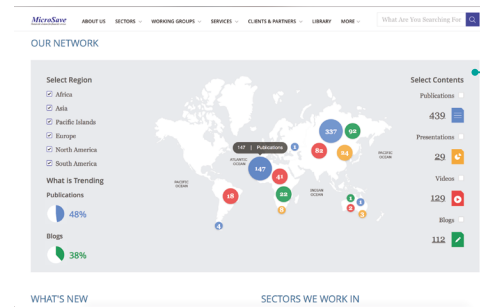 MicroSave
ABOUT US
SECTORS
WORKING GROUPS
SERVICES
CLIENTS & PARTNERS
LIBRARY
MORE
What Are You Searching For
OUR NETWORK
Select Region
Africa
Asia
Pacific Islands
Europe
North America
South America
What is Trending
Publications
48%
Blogs
38%
337
92
82
24
147 | Publications
ATLANTIC
OCEAN
147
41
PACIFIC
OCEAN
PACIFIC
OCEAN
18
22
INDIAN
OCEAN
4
Select Contents
Publications
439
Presentations
29
Videos
129
Blogs
112
WHAT'S NEW
SECTORS WE WORK IN